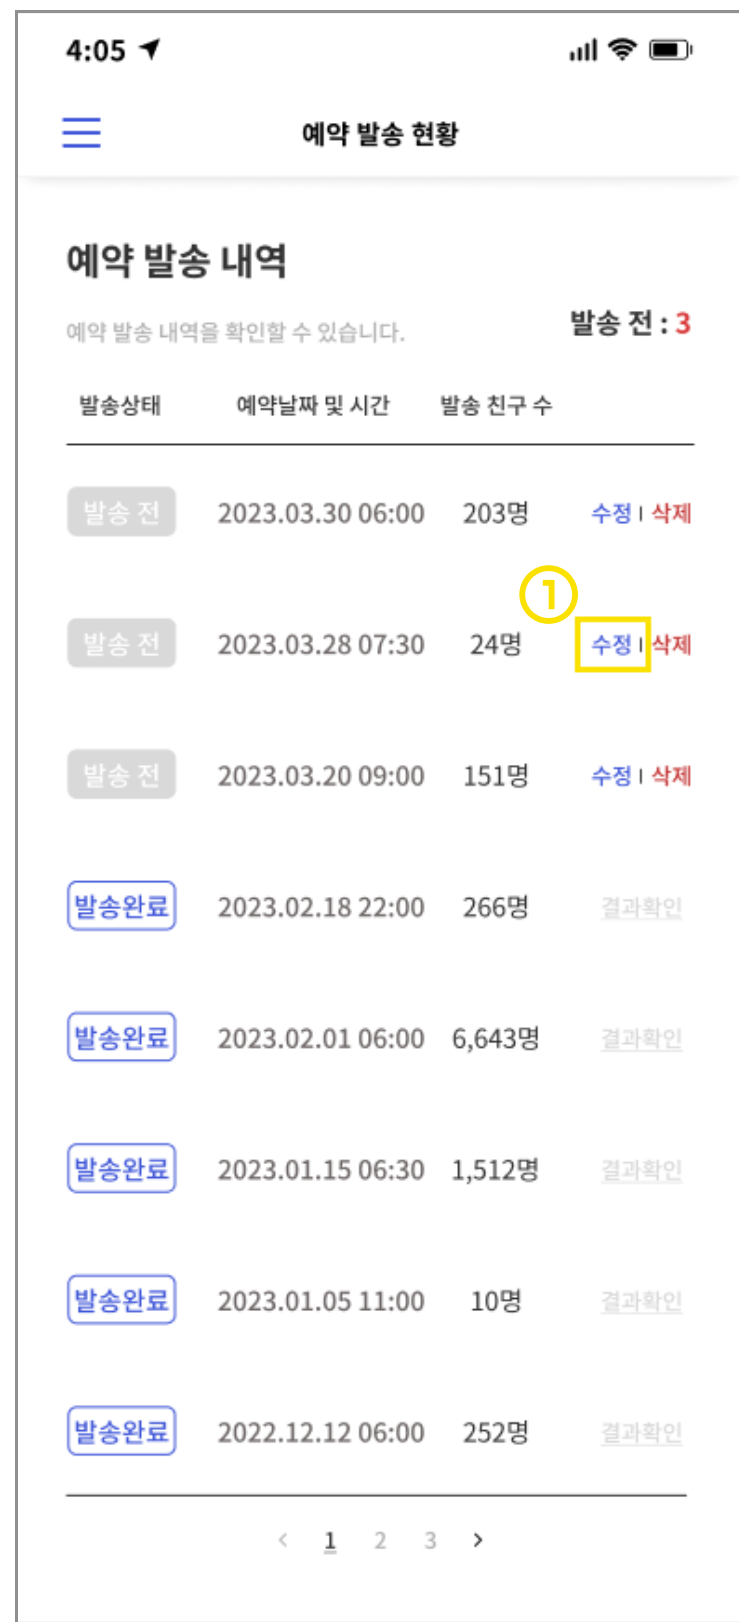 4:05
예약 발송 현황
예약 발송 내역
예약 발송 내역을 확인할 수 있습니다.
발송 전 : 3
발송상태 예약날짜 및 시간 발송 친구 수
발송 전 2023.03.30 06:00 203명 수정 | 삭제
1
발송 전 2023.03.28 07:30 24명 수정 | 삭제
발송 전 2023.03.20 09:00 151명 수정 | 삭제
발송완료 2023.02.18 22:00 266명 결과확인
발송완료 2023.02.01 06:00 6,643명 결과확인
발송완료 2023.01.15 06:30 1,512명 결과확인
발송완료 2023.01.05 11:00 10명 결과확인
발송완료 2022.12.12 06:00 252명 결과확인
< 1 2 3 >